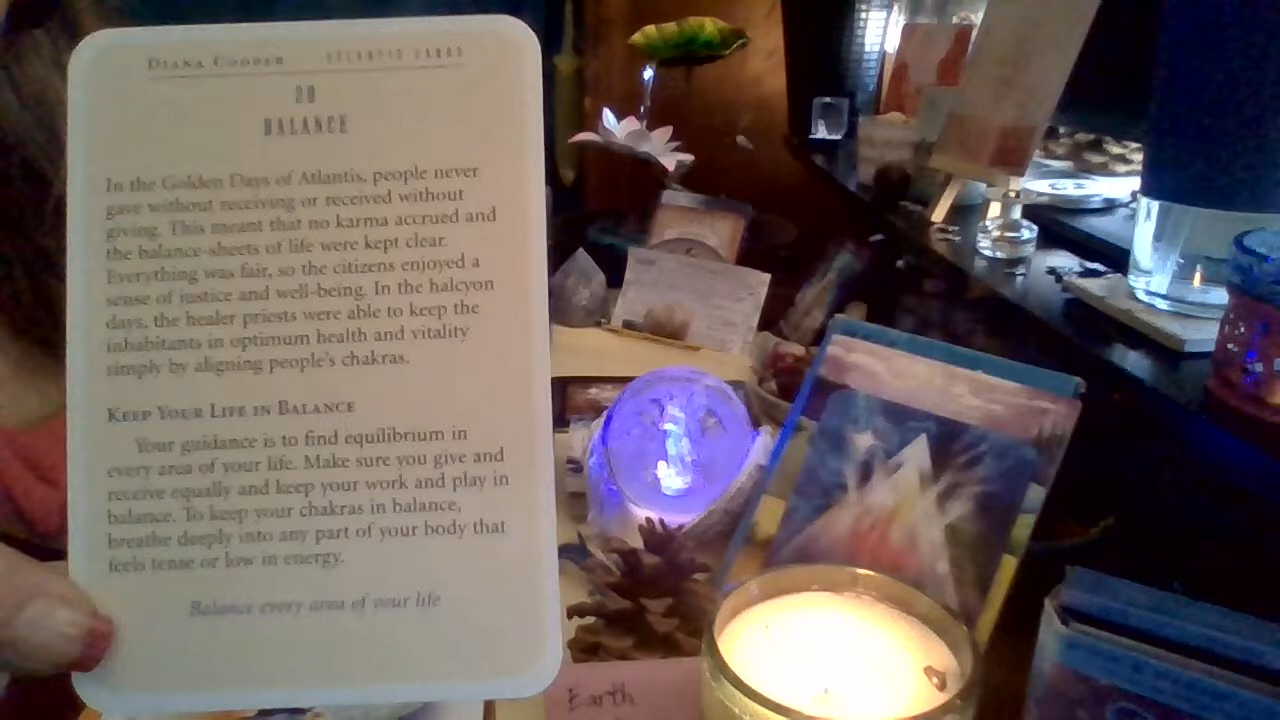 DIANA COOPER ATLANTIS CARDS
20
BALANCE
In the Golden Days of Atlantis, people never
gave without receiving or received without
giving. This meant that no karma accrued and
the balance-sheets of life were kept clear.
Everything was fair, so the citizens enjoyed a
sense of justice and well-being. In the halcyon
days, the healer priests were able to keep the
inhabitants in optimum health and vitality
simply by aligning people's chakras.
KEEP YOUR LIFE IN BALANCE
Your guidance is to find equilibrium in
every area of your life. Make sure you give and
receive equally and keep your work and play in
balance. To keep your chakras in balance,
breathe deeply into any part of your body that
feels tense or low in energy.
Balance every area of your life
Earth